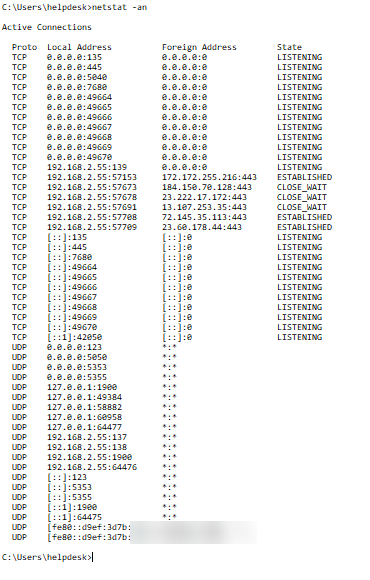 C:\Users\helpdesk>netstat -an
Active Connections
Proto  Local Address          Foreign Address        State
TCP    0.0.0.0:135            0.0.0.0:0              LISTENING
TCP    0.0.0.0:445            0.0.0.0:0              LISTENING
TCP    0.0.0.0:5040           0.0.0.0:0              LISTENING
TCP    0.0.0.0:7680           0.0.0.0:0              LISTENING
TCP    0.0.0.0:49664          0.0.0.0:0              LISTENING
TCP    0.0.0.0:49665          0.0.0.0:0              LISTENING
TCP    0.0.0.0:49666          0.0.0.0:0              LISTENING
TCP    0.0.0.0:49667          0.0.0.0:0              LISTENING
TCP    0.0.0.0:49668          0.0.0.0:0              LISTENING
TCP    0.0.0.0:49669          0.0.0.0:0              LISTENING
TCP    0.0.0.0:49670          0.0.0.0:0              LISTENING
TCP    192.168.2.55:139       0.0.0.0:0              LISTENING
TCP    192.168.2.55:57153     172.172.255.216:443    ESTABLISHED
TCP    192.168.2.55:57673     184.150.70.128:443     CLOSE_WAIT
TCP    192.168.2.55:57678     23.222.17.172:443      CLOSE_WAIT
TCP    192.168.2.55:57691     13.107.253.35:443      CLOSE_WAIT
TCP    192.168.2.55:57708     72.145.35.113:443      ESTABLISHED
TCP    192.168.2.55:57709     23.60.178.44:443       ESTABLISHED
TCP    [::]:135               [::]:0                 LISTENING
TCP    [::]:445               [::]:0                 LISTENING
TCP    [::]:7680              [::]:0                 LISTENING
TCP    [::]:49664             [::]:0                 LISTENING
TCP    [::]:49665             [::]:0                 LISTENING
TCP    [::]:49666             [::]:0                 LISTENING
TCP    [::]:49667             [::]:0                 LISTENING
TCP    [::]:49668             [::]:0                 LISTENING
TCP    [::]:49669             [::]:0                 LISTENING
TCP    [::]:49670             [::]:0                 LISTENING
TCP    [::1]:42050            [::]:0                 LISTENING
UDP    0.0.0.0:123            *:*
UDP    0.0.0.0:5050           *:*
UDP    0.0.0.0:5353           *:*
UDP    0.0.0.0:5355           *:*
UDP    127.0.0.1:1900         *:*
UDP    127.0.0.1:49384        *:*
UDP    127.0.0.1:58882        *:*
UDP    127.0.0.1:60958        *:*
UDP    127.0.0.1:64477        *:*
UDP    192.168.2.55:137       *:*
UDP    192.168.2.55:138       *:*
UDP    192.168.2.55:1900      *:*
UDP    192.168.2.55:64476     *:*
UDP    [::]:123               *:*
UDP    [::]:5353              *:*
UDP    [::]:5355              *:*
UDP    [::1]:1900             *:*
UDP    [::1]:64475            *:*
UDP    [fe80::d9ef:3d7b:
UDP    [fe80::d9ef:3d7b:
C:\Users\helpdesk>